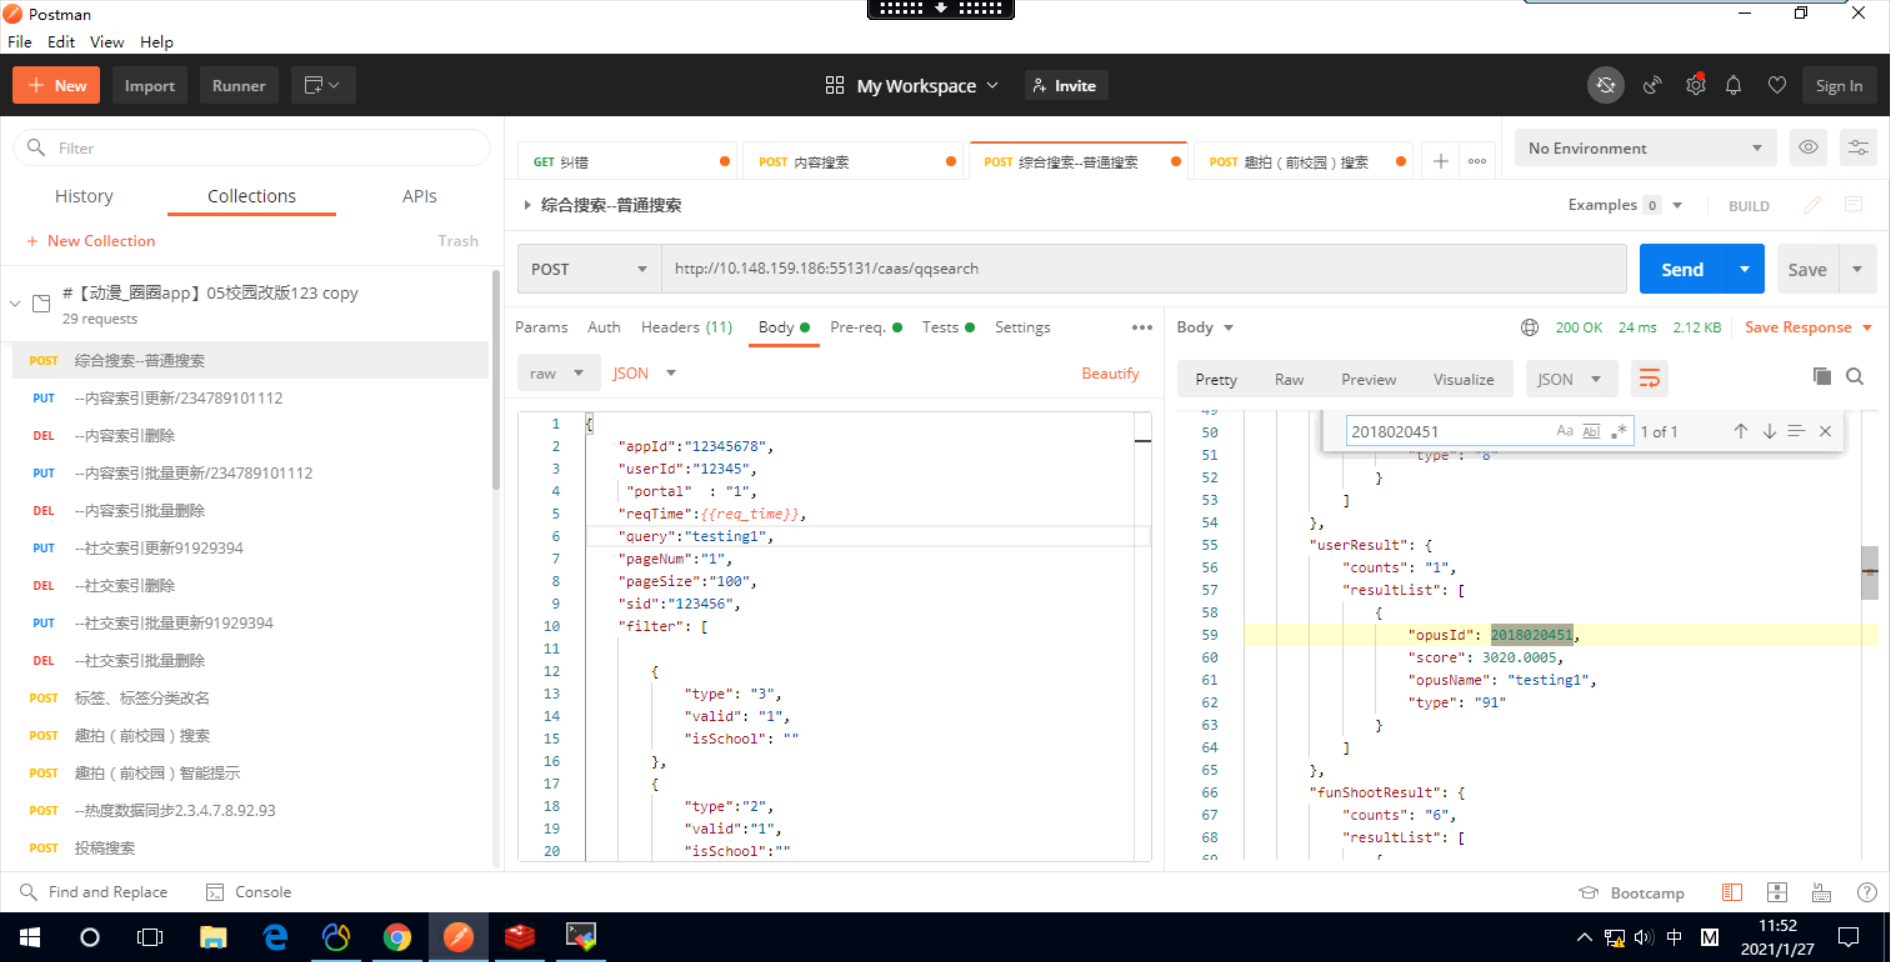 Postman
File Edit View Help
New Import Runner My Workspace Invite Sign In
Filter
History Collections APIs
+ New Collection Trash
#【动漫_圈圈app】05校园改版123 copy
29 requests
POST 综合搜索--普通搜索
PUT --内容索引更新/234789101112
DEL --内容索引删除
PUT --内容索引批量更新/234789101112
DEL --内容索引批量删除
PUT --社交索引更新91929394
DEL --社交索引删除
PUT --社交索引批量更新91929394
DEL --社交索引批量删除
POST 标签、标签分类改名
POST 趣拍（前校园）搜索
POST 趣拍（前校园）智能提示
POST --热度数据同步2.3.4.7.8.92.93
POST 投稿搜索
GET 纠错 POST 内容搜索 POST 综合搜索--普通搜索 POST 趣拍（前校园）搜索
No Environment
综合搜索--普通搜索 Examples 0 BUILD
POST http://10.148.159.186:55131/caas/qqsearch Send Save
Params Auth Headers (11) Body Pre-req. Tests Settings
raw JSON Beautify
1 {
2 "appId":"12345678",
3 "userId":"12345",
4 "portal" : "1",
5 "reqTime":{{req_time}},
6 "query":"testing1",
7 "pageNum":"1",
8 "pageSize":"100",
9 "sid":"123456",
10 "filter": [
11
12 {
13 "type": "3",
14 "valid": "1",
15 "isSchool": ""
16 },
17 {
18 "type":"2",
19 "valid":"1",
20 "isSchool":""
Body 200 OK 24 ms 2.12 KB Save Response
Pretty Raw Preview Visualize JSON
2018020451 Aa Abl .* 1 of 1
49
50
51 "type": "8"
52 }
53 ]
54 },
55 "userResult": {
56 "counts": "1",
57 "resultList": [
58 {
59 "opusId": 2018020451,
60 "score": 3020.0005,
61 "opusName": "testing1",
62 "type": "91"
63 }
64 ]
65 },
66 "funShootResult": {
67 "counts": "6",
68 "resultList": [
69 {
Find and Replace Console Bootcamp
中 M 11:52
2021/1/27